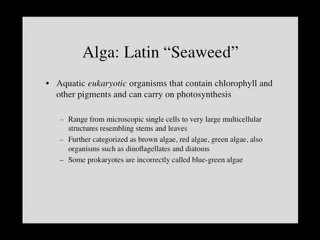 Alga: Latin “Seaweed”
• Aquatic eukaryotic organisms that contain chlorophyll and
other pigments and can carry on photosynthesis
– Range from microscopic single cells to very large multicellular
structures resembling stems and leaves
– Further categorized as brown algae, red algae, green algae, also
organisms such as dinoflagellates and diatoms
– Some prokaryotes are incorrectly called blue-green algae